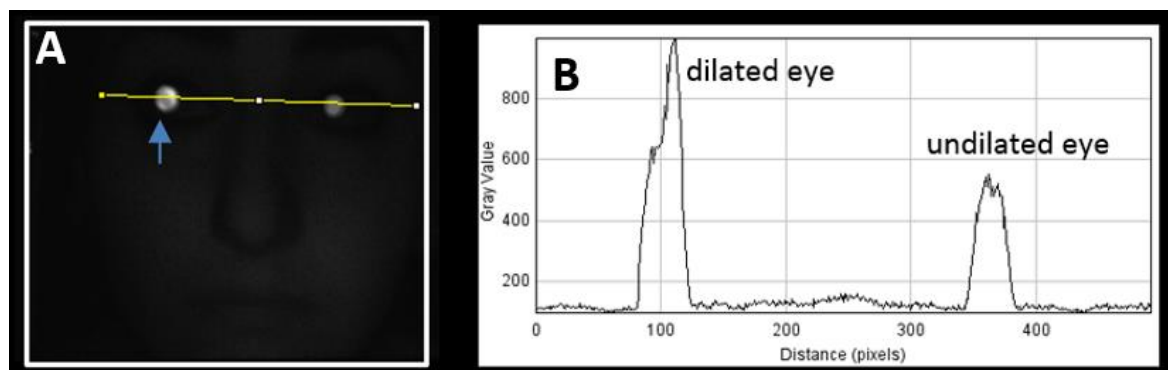 A
B
dilated eye
undilated eye
800
600
400
200
Gray Value
0
100
200
300
400
Distance (pixels)